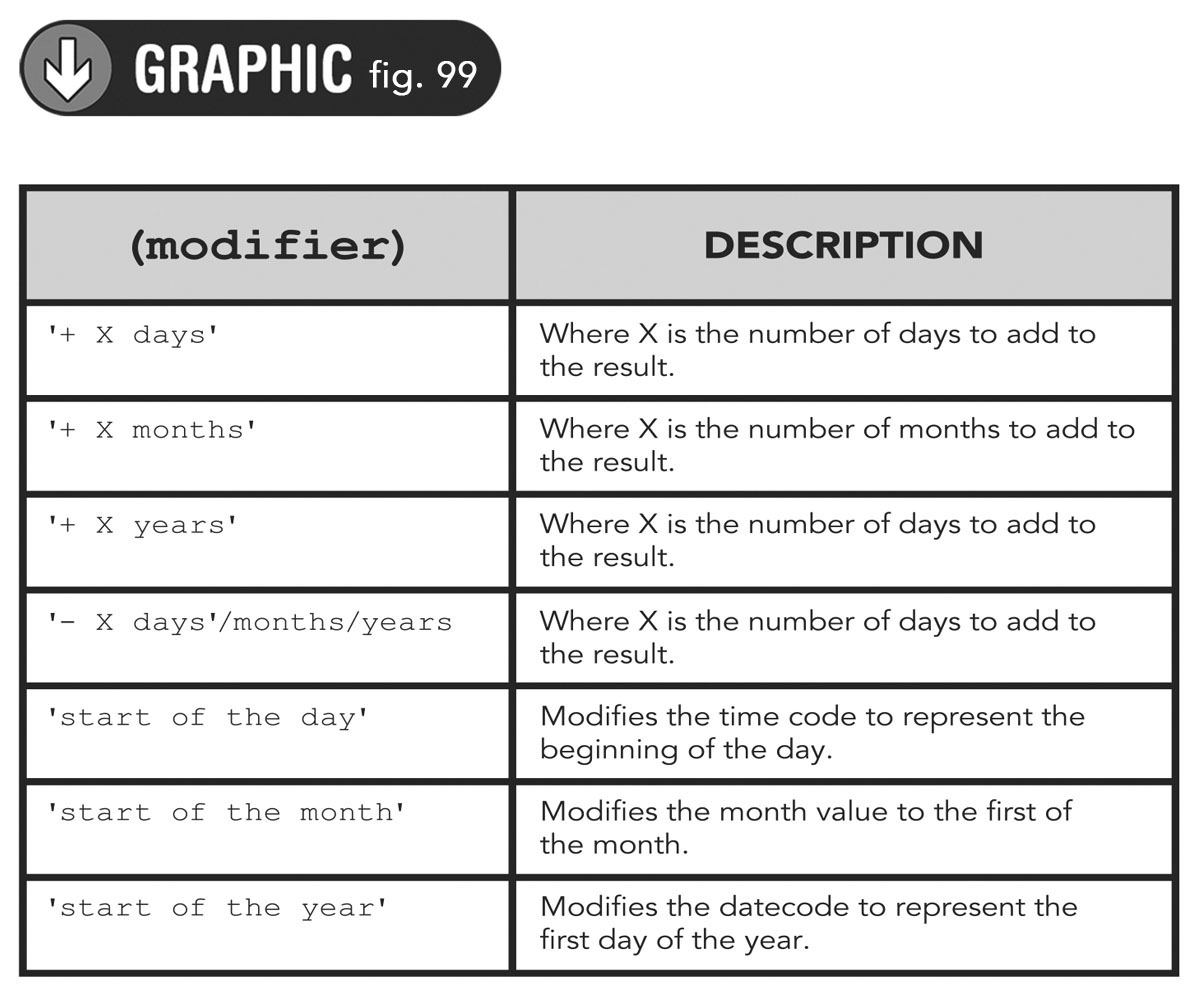 GRAPHIC fig. 99
(modifier)
DESCRIPTION
'+ X days'
Where X is the number of days to add to
the result.
'+ X months'
Where X is the number of months to add to
the result.
'+ X years'
Where X is the number of days to add to
the result.
'- X days'/months/years
Where X is the number of days to add to
the result.
'start of the day'
Modifies the time code to represent the
beginning of the day.
'start of the month'
Modifies the month value to the first of
the month.
'start of the year'
Modifies the datecode to represent the
first day of the year.